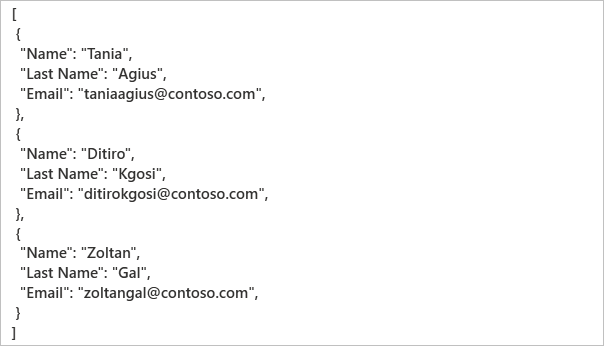 [
{
"Name": "Tania",
"Last Name": "Agius",
"Email": "taniaagius@contoso.com",
},
{
"Name": "Ditiro",
"Last Name": "Kgosi",
"Email": "ditirokgosi@contoso.com",
},
{
"Name": "Zoltan",
"Last Name": "Gal",
"Email": "zoltangal@contoso.com",
}
]